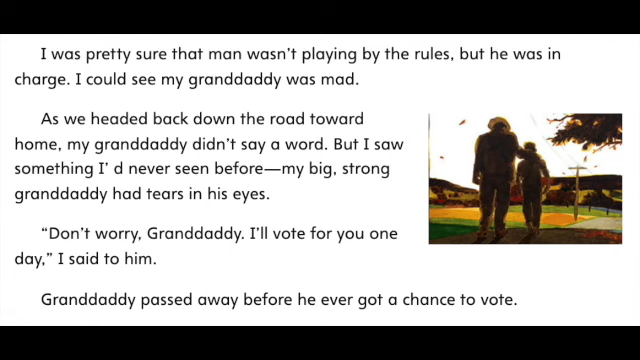 I was pretty sure that man wasn't playing by the rules, but he was in
charge. I could see my granddaddy was mad.
As we headed back down the road toward
home, my granddaddy didn't say a word. But I saw
something I' d never seen before—my big, strong
granddaddy had tears in his eyes.
“Don't worry, Granddaddy. I'll vote for you one
day,” I said to him.
Granddaddy passed away before he ever got a chance to vote.